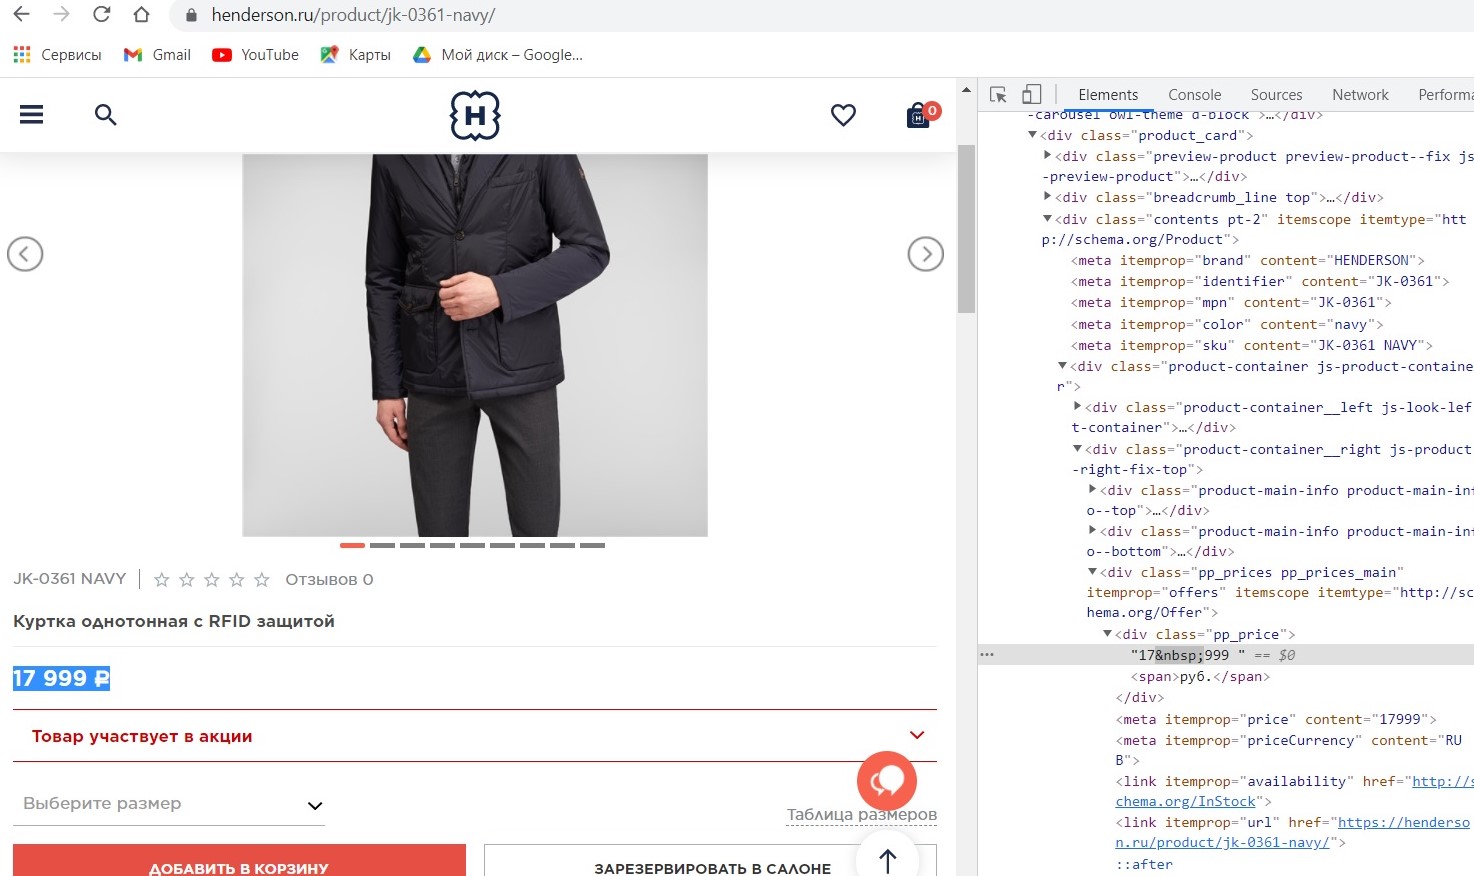 henderson.ru/product/jk-0361-navy/
Сервисы Gmail YouTube Карты Мой диск – Google...
H 0
JK-0361 NAVY Отзывов 0
Куртка однотонная с RFID защитой
17 999 ₽
Товар участвует в акции
Выберите размер
Таблица размеров
ДОБАВИТЬ В КОРЗИНУ ЗАРЕЗЕРВИРОВАТЬ В САЛОНЕ
Elements Console Sources Network Performa
-carousel owl-theme d-block">…</div>
<div class="product_card">
<div class="preview-product preview-product--fix js
-preview-product">…</div>
<div class="breadcrumb_line top">…</div>
<div class="contents pt-2" itemscope itemtype="htt
p://schema.org/Product">
<meta itemprop="brand" content="HENDERSON">
<meta itemprop="identifier" content="JK-0361">
<meta itemprop="mpn" content="JK-0361">
<meta itemprop="color" content="navy">
<meta itemprop="sku" content="JK-0361 NAVY">
<div class="product-container js-product-containe
r">
<div class="product-container__left js-look-lef
t-container">…</div>
<div class="product-container__right js-product
-right-fix-top">
<div class="product-main-info product-main-inf
o--top">…</div>
<div class="product-main-info product-main-inf
o--bottom">…</div>
<div class="pp_prices pp_prices_main"
itemprop="offers" itemscope itemtype="http://sc
hema.org/Offer">
<div class="pp_price">
... "17&nbsp;999 " == $0
<span>руб.</span>
</div>
<meta itemprop="price" content="17999">
<meta itemprop="priceCurrency" content="RU
B">
<link itemprop="availability" href="http://s
chema.org/InStock">
<link itemprop="url" href="https://henderso
n.ru/product/jk-0361-navy/">
::after